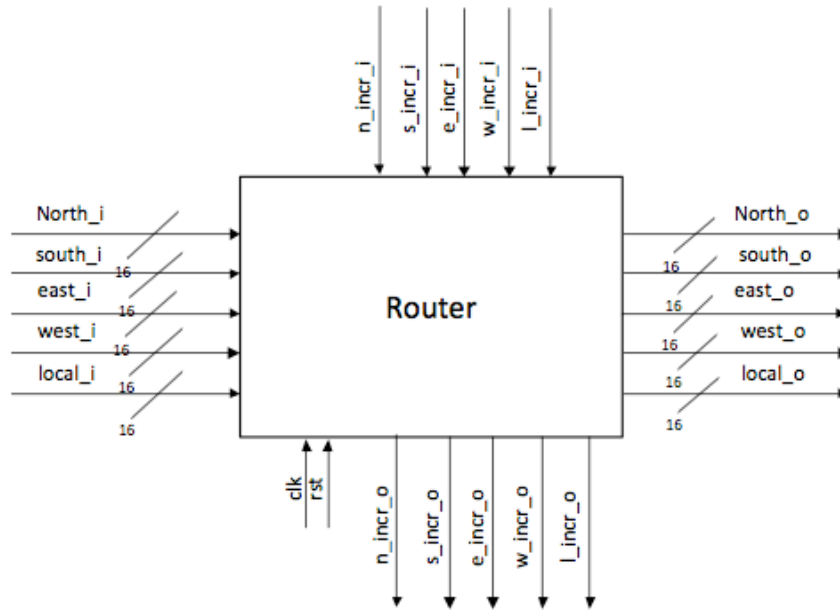 n_incr_i
s_incr_i
e_incr_i
w_incr_i
l_incr_i
North_i
16
south_i
16
east_i
16
west_i
16
local_i
16
Router
North_o
16
south_o
16
east_o
16
west_o
16
local_o
16
clk
rst
n_incr_o
s_incr_o
e_incr_o
w_incr_o
l_incr_o